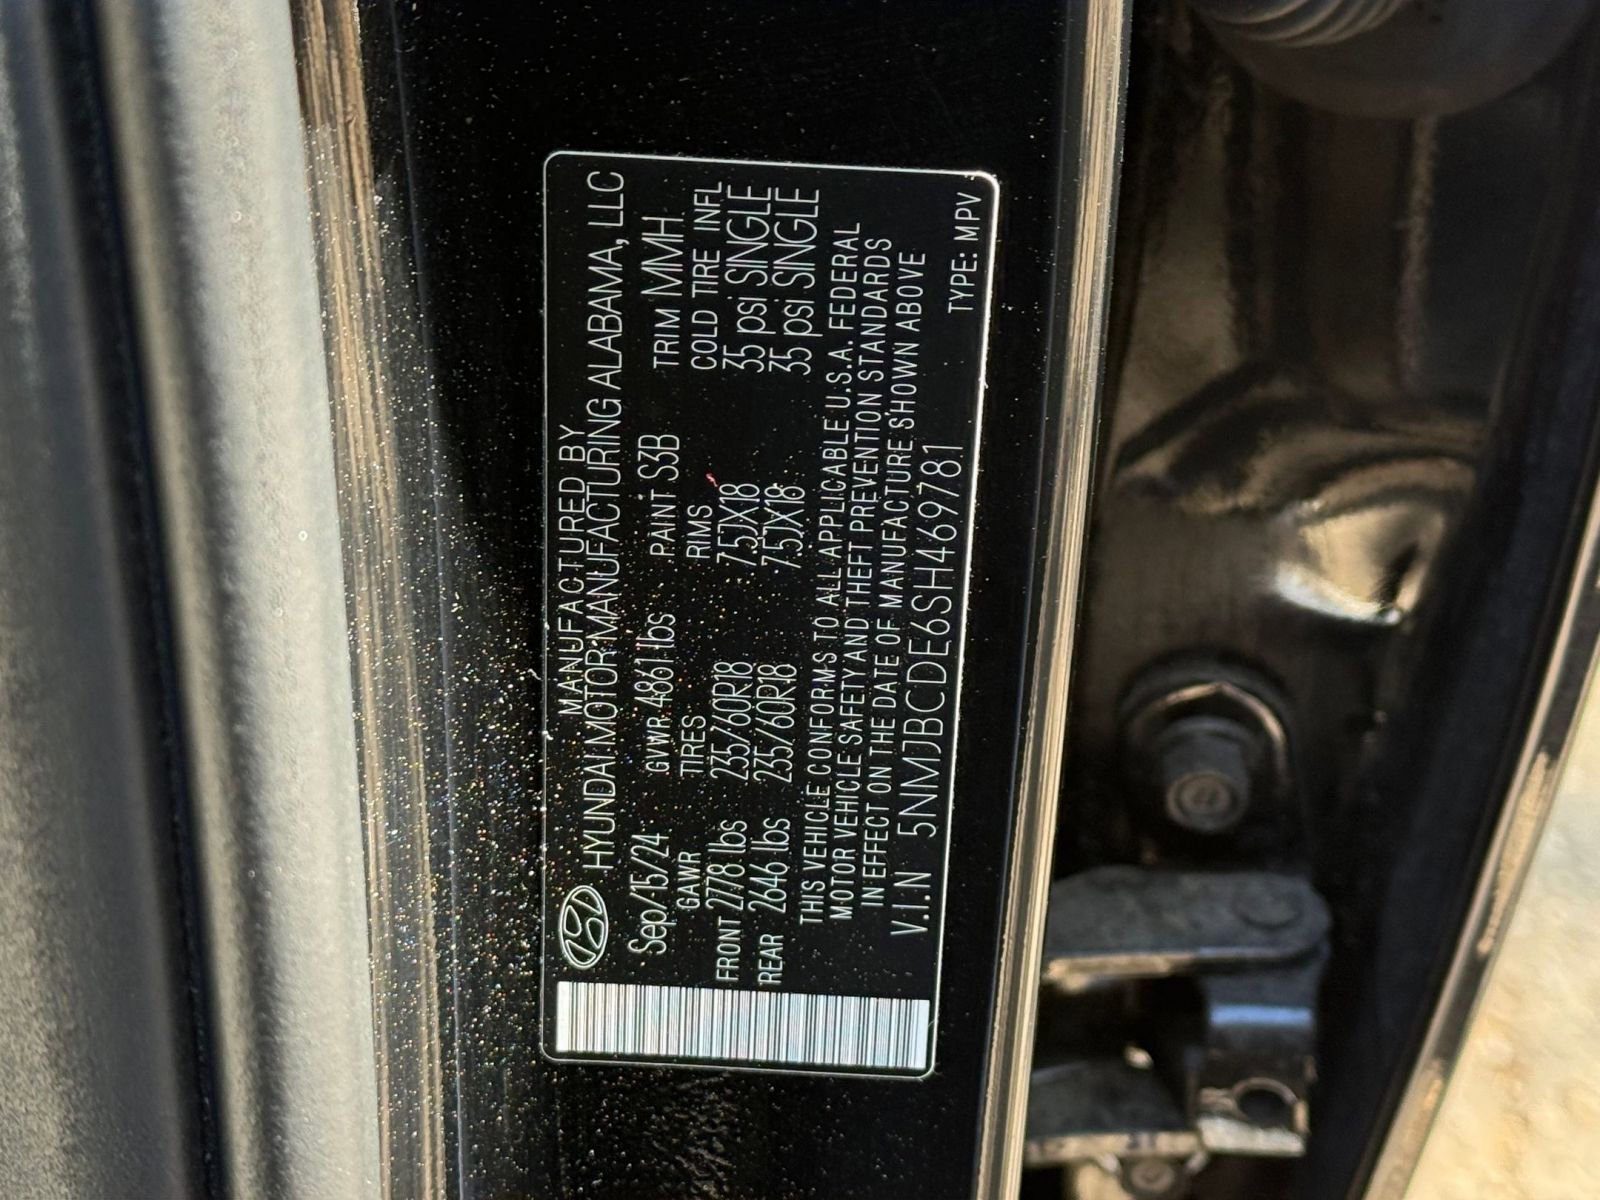 MANUFACTURED BY
HYUNDAI MOTOR MANUFACTURING ALABAMA, LLC
Sep/15/24 GVWR 4861 lbs PAINT S3B TRIM MMH
GAWR TIRES RIMS COLD TIRE INFL
FRONT 2778 lbs 235/60R18 7.5JX18 35 psi SINGLE
REAR 2646 lbs 235/60R18 7.5JX18 35 psi SINGLE
THIS VEHICLE CONFORMS TO ALL APPLICABLE U.S.A. FEDERAL
MOTOR VEHICLE SAFETY AND THEFT PREVENTION STANDARDS
IN EFFECT ON THE DATE OF MANUFACTURE SHOWN ABOVE
V.I.N 5NMJBCDE6SH469781 TYPE: MPV